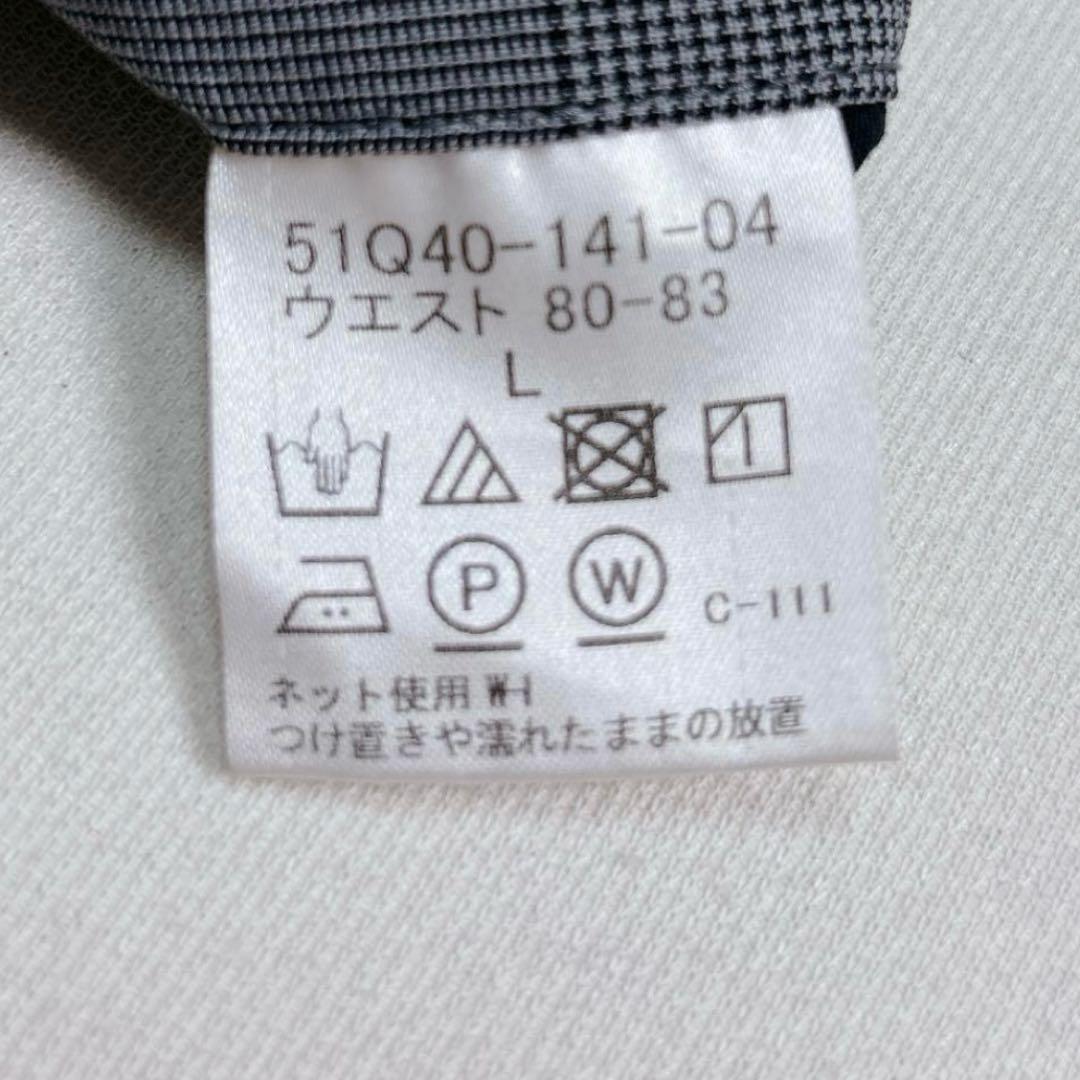 51Q40-141-04
ウエスト 80-83
L
P W C-111
ネット使用 W-I
つけ置きや濡れたままの放置